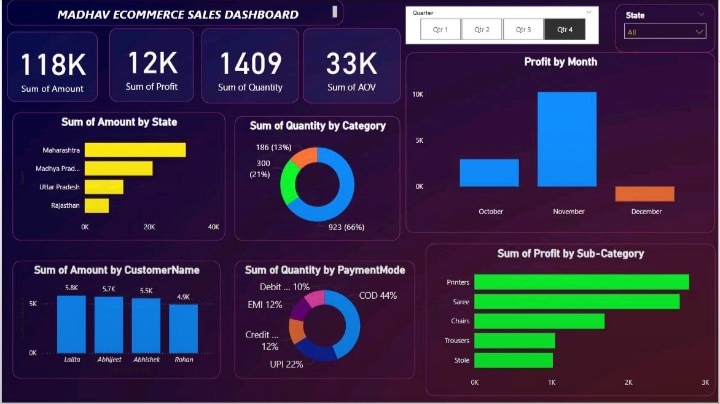 MADHAV ECOMMERCE SALES DASHBOARD
Quarter
Qtr 1
Qtr 2
Qtr 3
Qtr 4
State
All
118K
Sum of Amount
12K
Sum of Profit
1409
Sum of Quantity
33K
Sum of AOV
Sum of Amount by State
Maharashtra
Madhya Prad...
Uttar Pradesh
Rajasthan
0K
20K
40K
Sum of Quantity by Category
186 (13%)
300
(21%)
923 (66%)
Profit by Month
10K
5K
0K
October
November
December
Sum of Amount by CustomerName
5K
0K
5.8K
5.7K
5.5K
4.9K
Lalita
Abhijeet
Abhishek
Rohan
Sum of Quantity by PaymentMode
Debit ... 10%
EMI 12%
Credit ...
12%
UPI 22%
COD 44%
Sum of Profit by Sub-Category
Printers
Saree
Chairs
Trousers
Stole
0K
1K
2K
3K